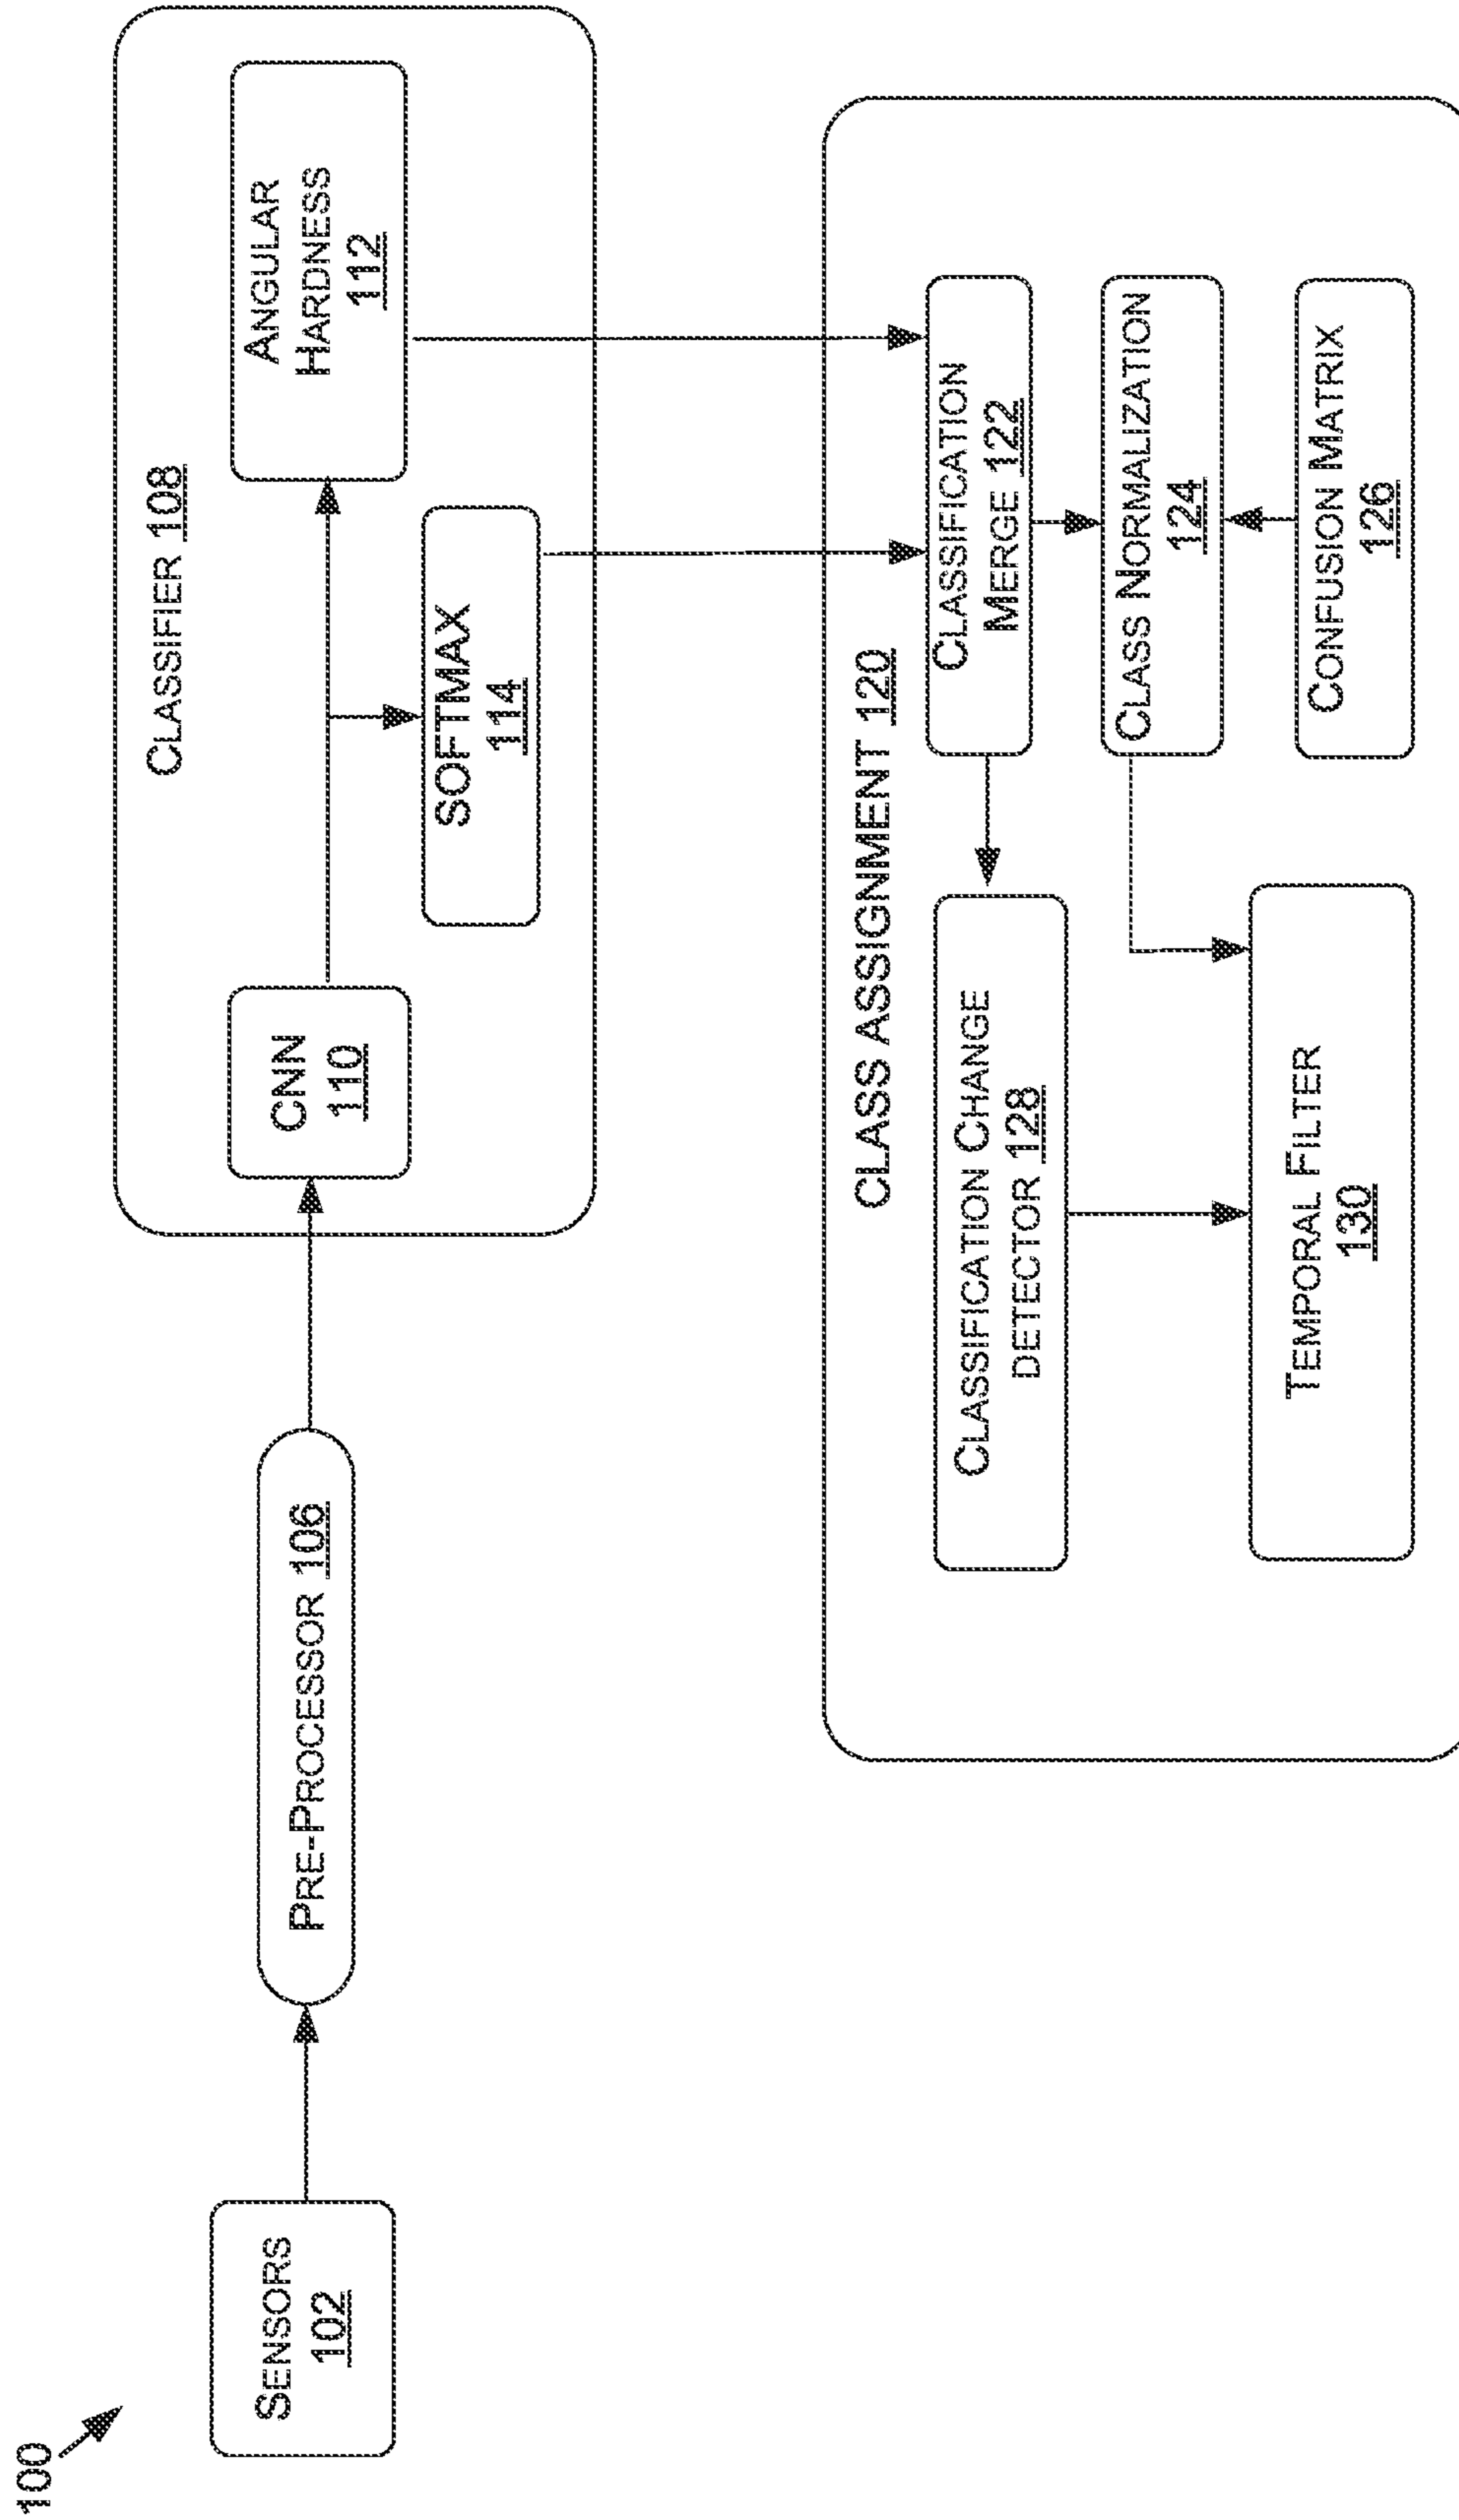 100
SENSORS
102
PRE-PROCESSOR 106
CLASSIFIER 108
CNN
110
SOFTMAX
114
ANGULAR
HARDNESS
112
CLASS ASSIGNMENT 120
CLASSIFICATION CHANGE
DETECTOR 128
CLASSIFICATION
MERGE 122
CLASS NORMALIZATION
124
TEMPORAL FILTER
130
CONFUSION MATRIX
126